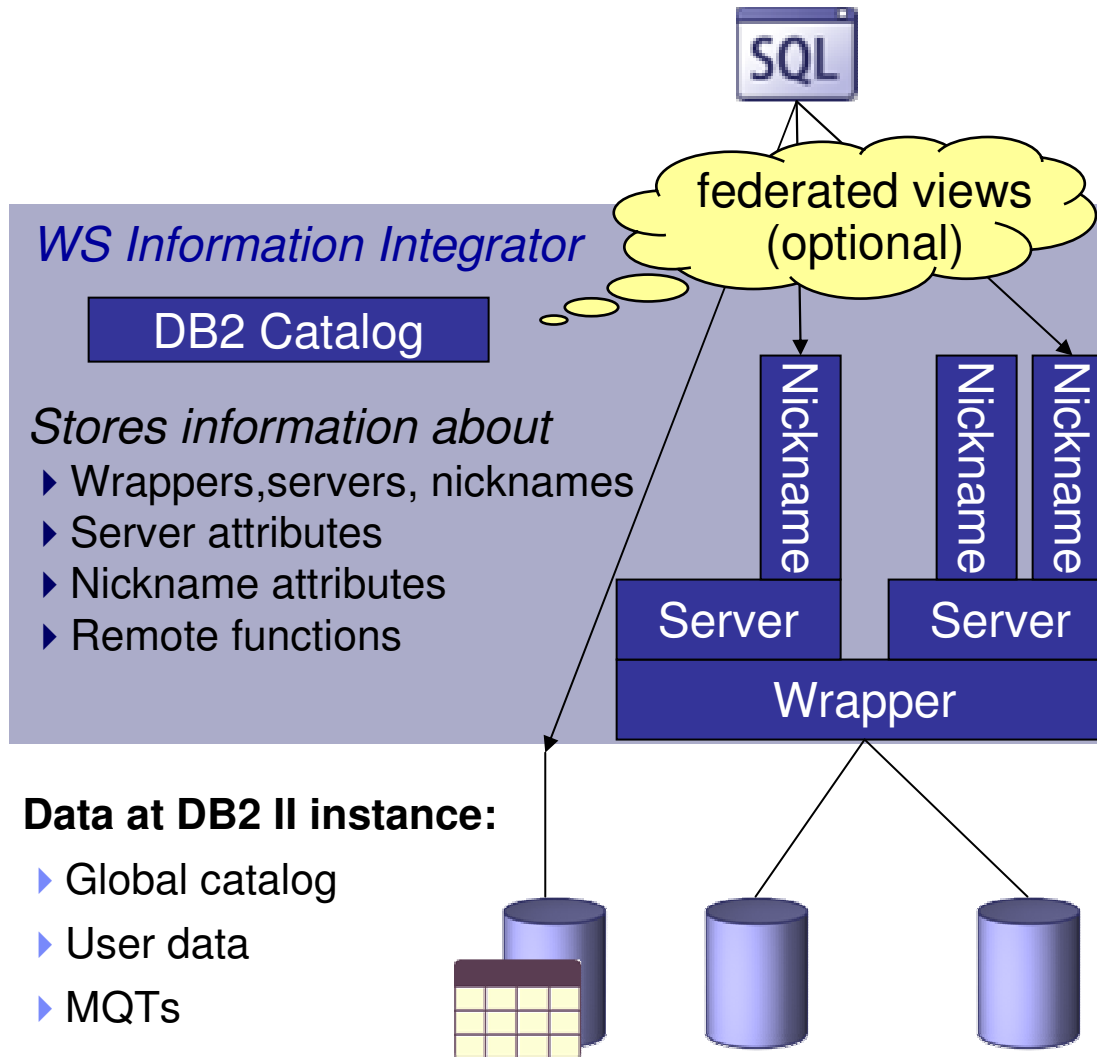 SQL
federated views
(optional)
WS Information Integrator
DB2 Catalog
Stores information about
Wrappers,servers, nicknames
Server attributes
Nickname attributes
Remote functions
Nickname
Nickname
Nickname
Server
Server
Wrapper
Data at DB2 II instance:
Global catalog
User data
MQTs